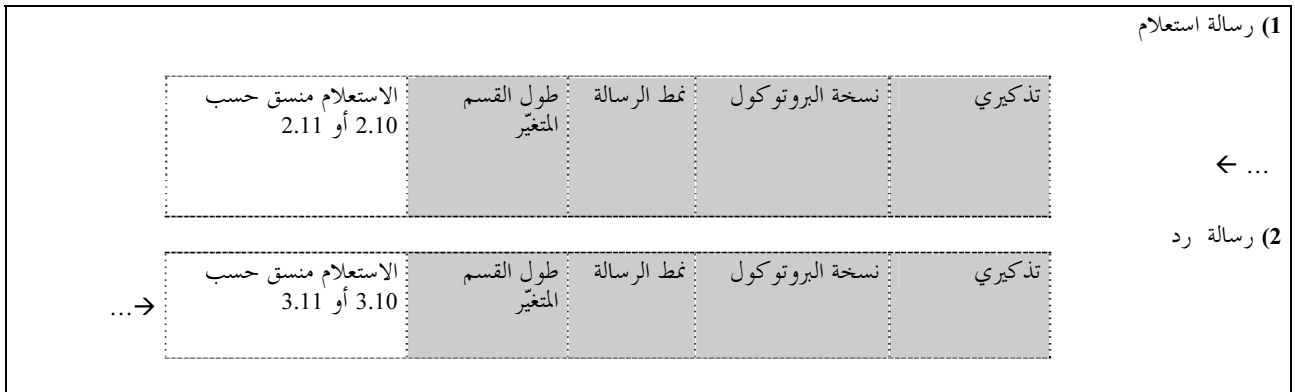 1) رسالة استعلام
تذكيري نسخة البروتوكول نمط الرسالة طول القسم الاستعلام منسق حسب
المتغيّر 2.10 أو 2.11
... ←
2) رسالة رد
تذكيري نسخة البروتوكول نمط الرسالة طول القسم الاستعلام منسق حسب
المتغيّر 3.10 أو 3.11
→...